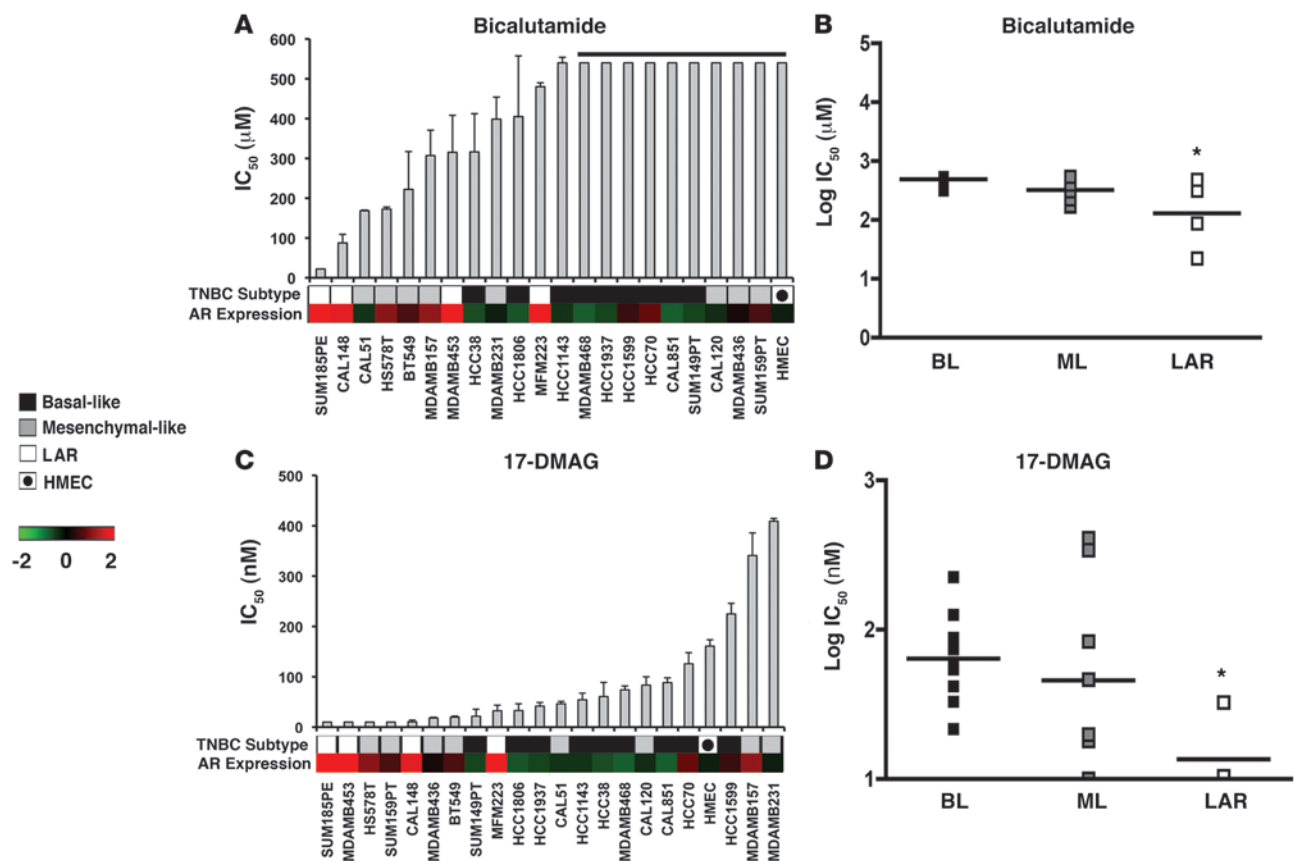 A
Bicalutamide
IC50 (μM)
600
500
400
300
200
100
0
TNBC Subtype
AR Expression
SUM185PE
CAL148
CAL51
HS578T
BT549
MDAMB157
MDAMB453
HCC38
MDAMB231
HCC1806
MFM223
HCC1143
MDAMB468
HCC1937
HCC1599
HCC70
CAL851
SUM149PT
CAL120
MDAMB436
SUM159PT
HMEC
B
Bicalutamide
Log IC50 (μM)
5
4
3
2
1
0
*
BL
ML
LAR
Basal-like
Mesenchymal-like
LAR
HMEC
-2 0 2
C
17-DMAG
IC50 (nM)
500
400
300
200
100
0
TNBC Subtype
AR Expression
SUM185PE
MDAMB453
HS578T
SUM159PT
CAL148
MDAMB436
BT549
SUM149PT
MFM223
HCC1806
HCC1937
CAL51
HCC1143
HCC38
MDAMB468
CAL120
CAL851
HCC70
HMEC
HCC1599
MDAMB157
MDAMB231
D
17-DMAG
Log IC50 (nM)
3
2
1
*
BL
ML
LAR